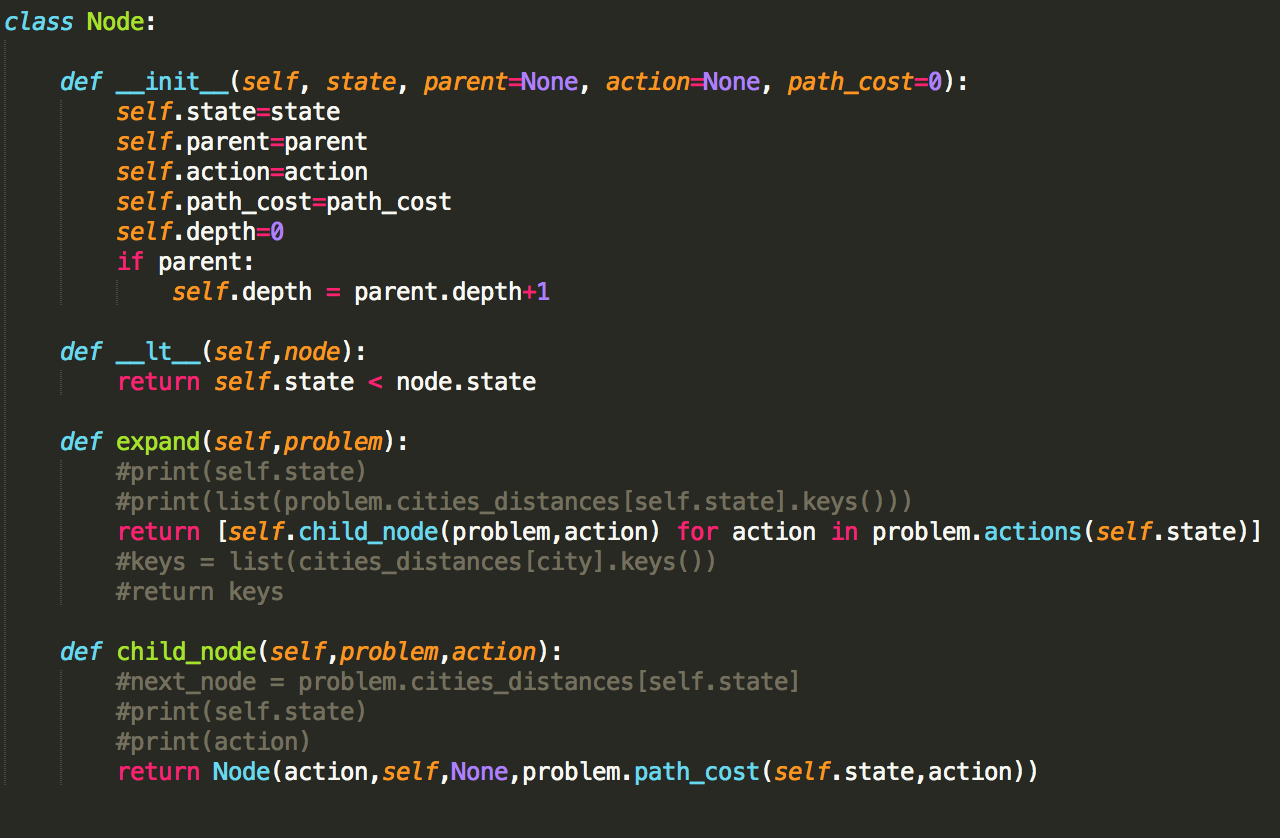 class Node:
    def __init__(self, state, parent=None, action=None, path_cost=0):
        self.state=state
        self.parent=parent
        self.action=action
        self.path_cost=path_cost
        self.depth=0
        if parent:
            self.depth = parent.depth+1
    def __lt__(self,node):
        return self.state < node.state
    def expand(self,problem):
        #print(self.state)
        #print(list(problem.cities_distances[self.state].keys()))
        return [self.child_node(problem,action) for action in problem.actions(self.state)]
        #keys = list(cities_distances[city].keys())
        #return keys
    def child_node(self,problem,action):
        #next_node = problem.cities_distances[self.state]
        #print(self.state)
        #print(action)
        return Node(action,self,None,problem.path_cost(self.state,action))